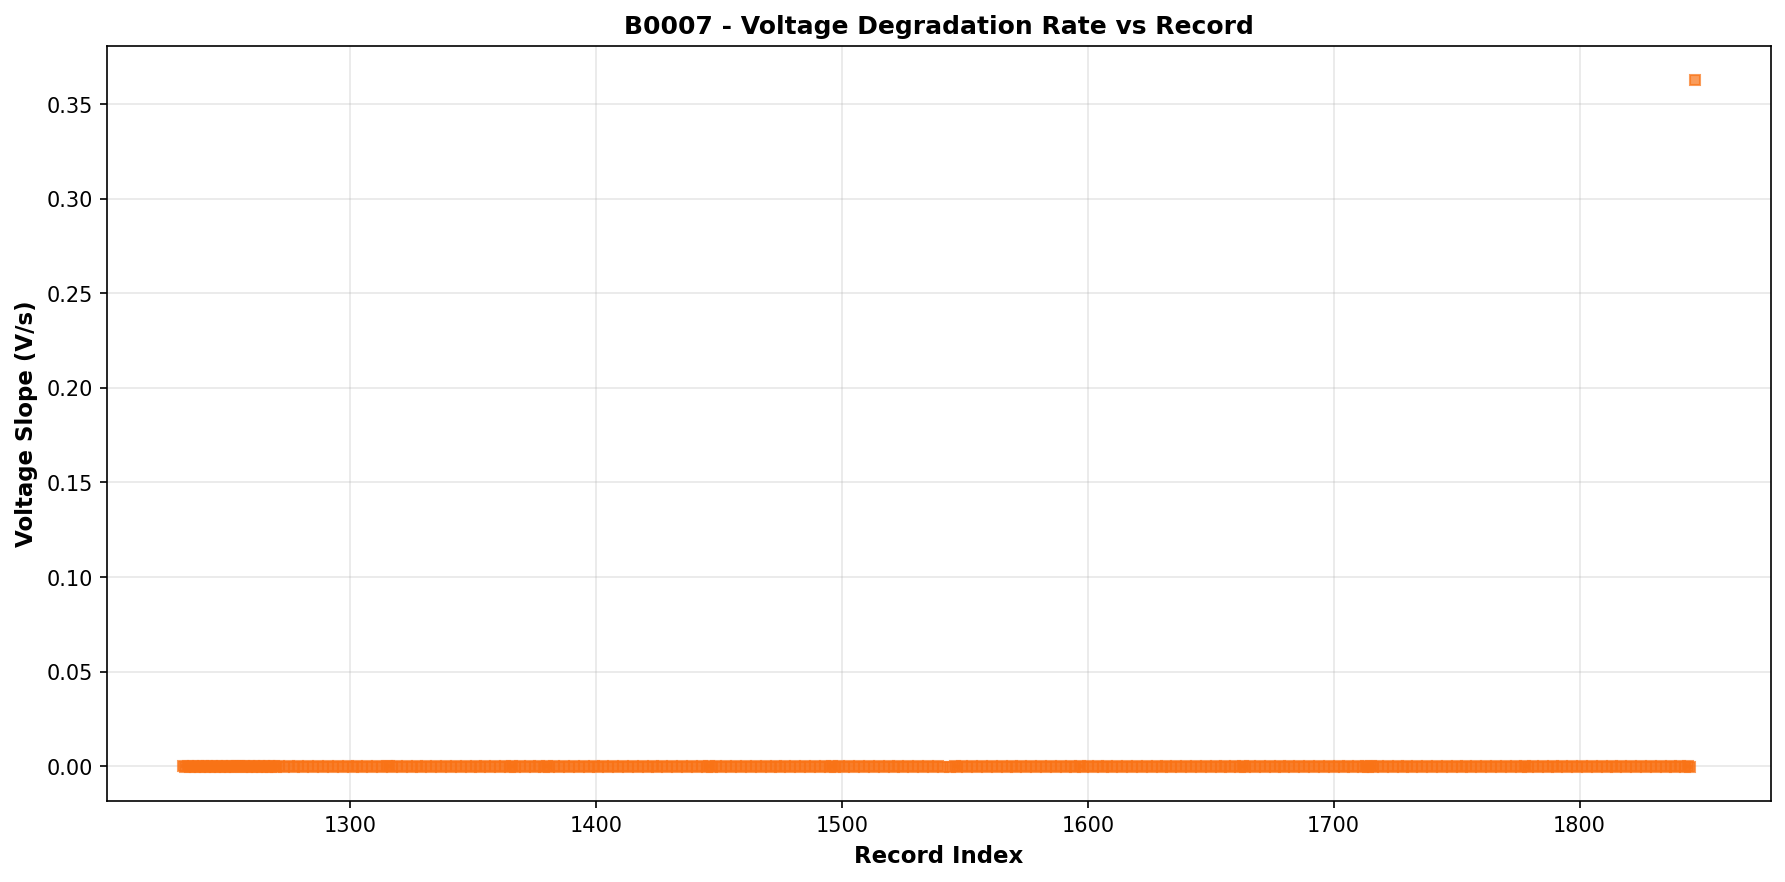 B0007 - Voltage Degradation Rate vs Record
Voltage Slope (V/s)
0.35
0.30
0.25
0.20
0.15
0.10
0.05
0.00
1300 1400 1500 1600 1700 1800
Record Index